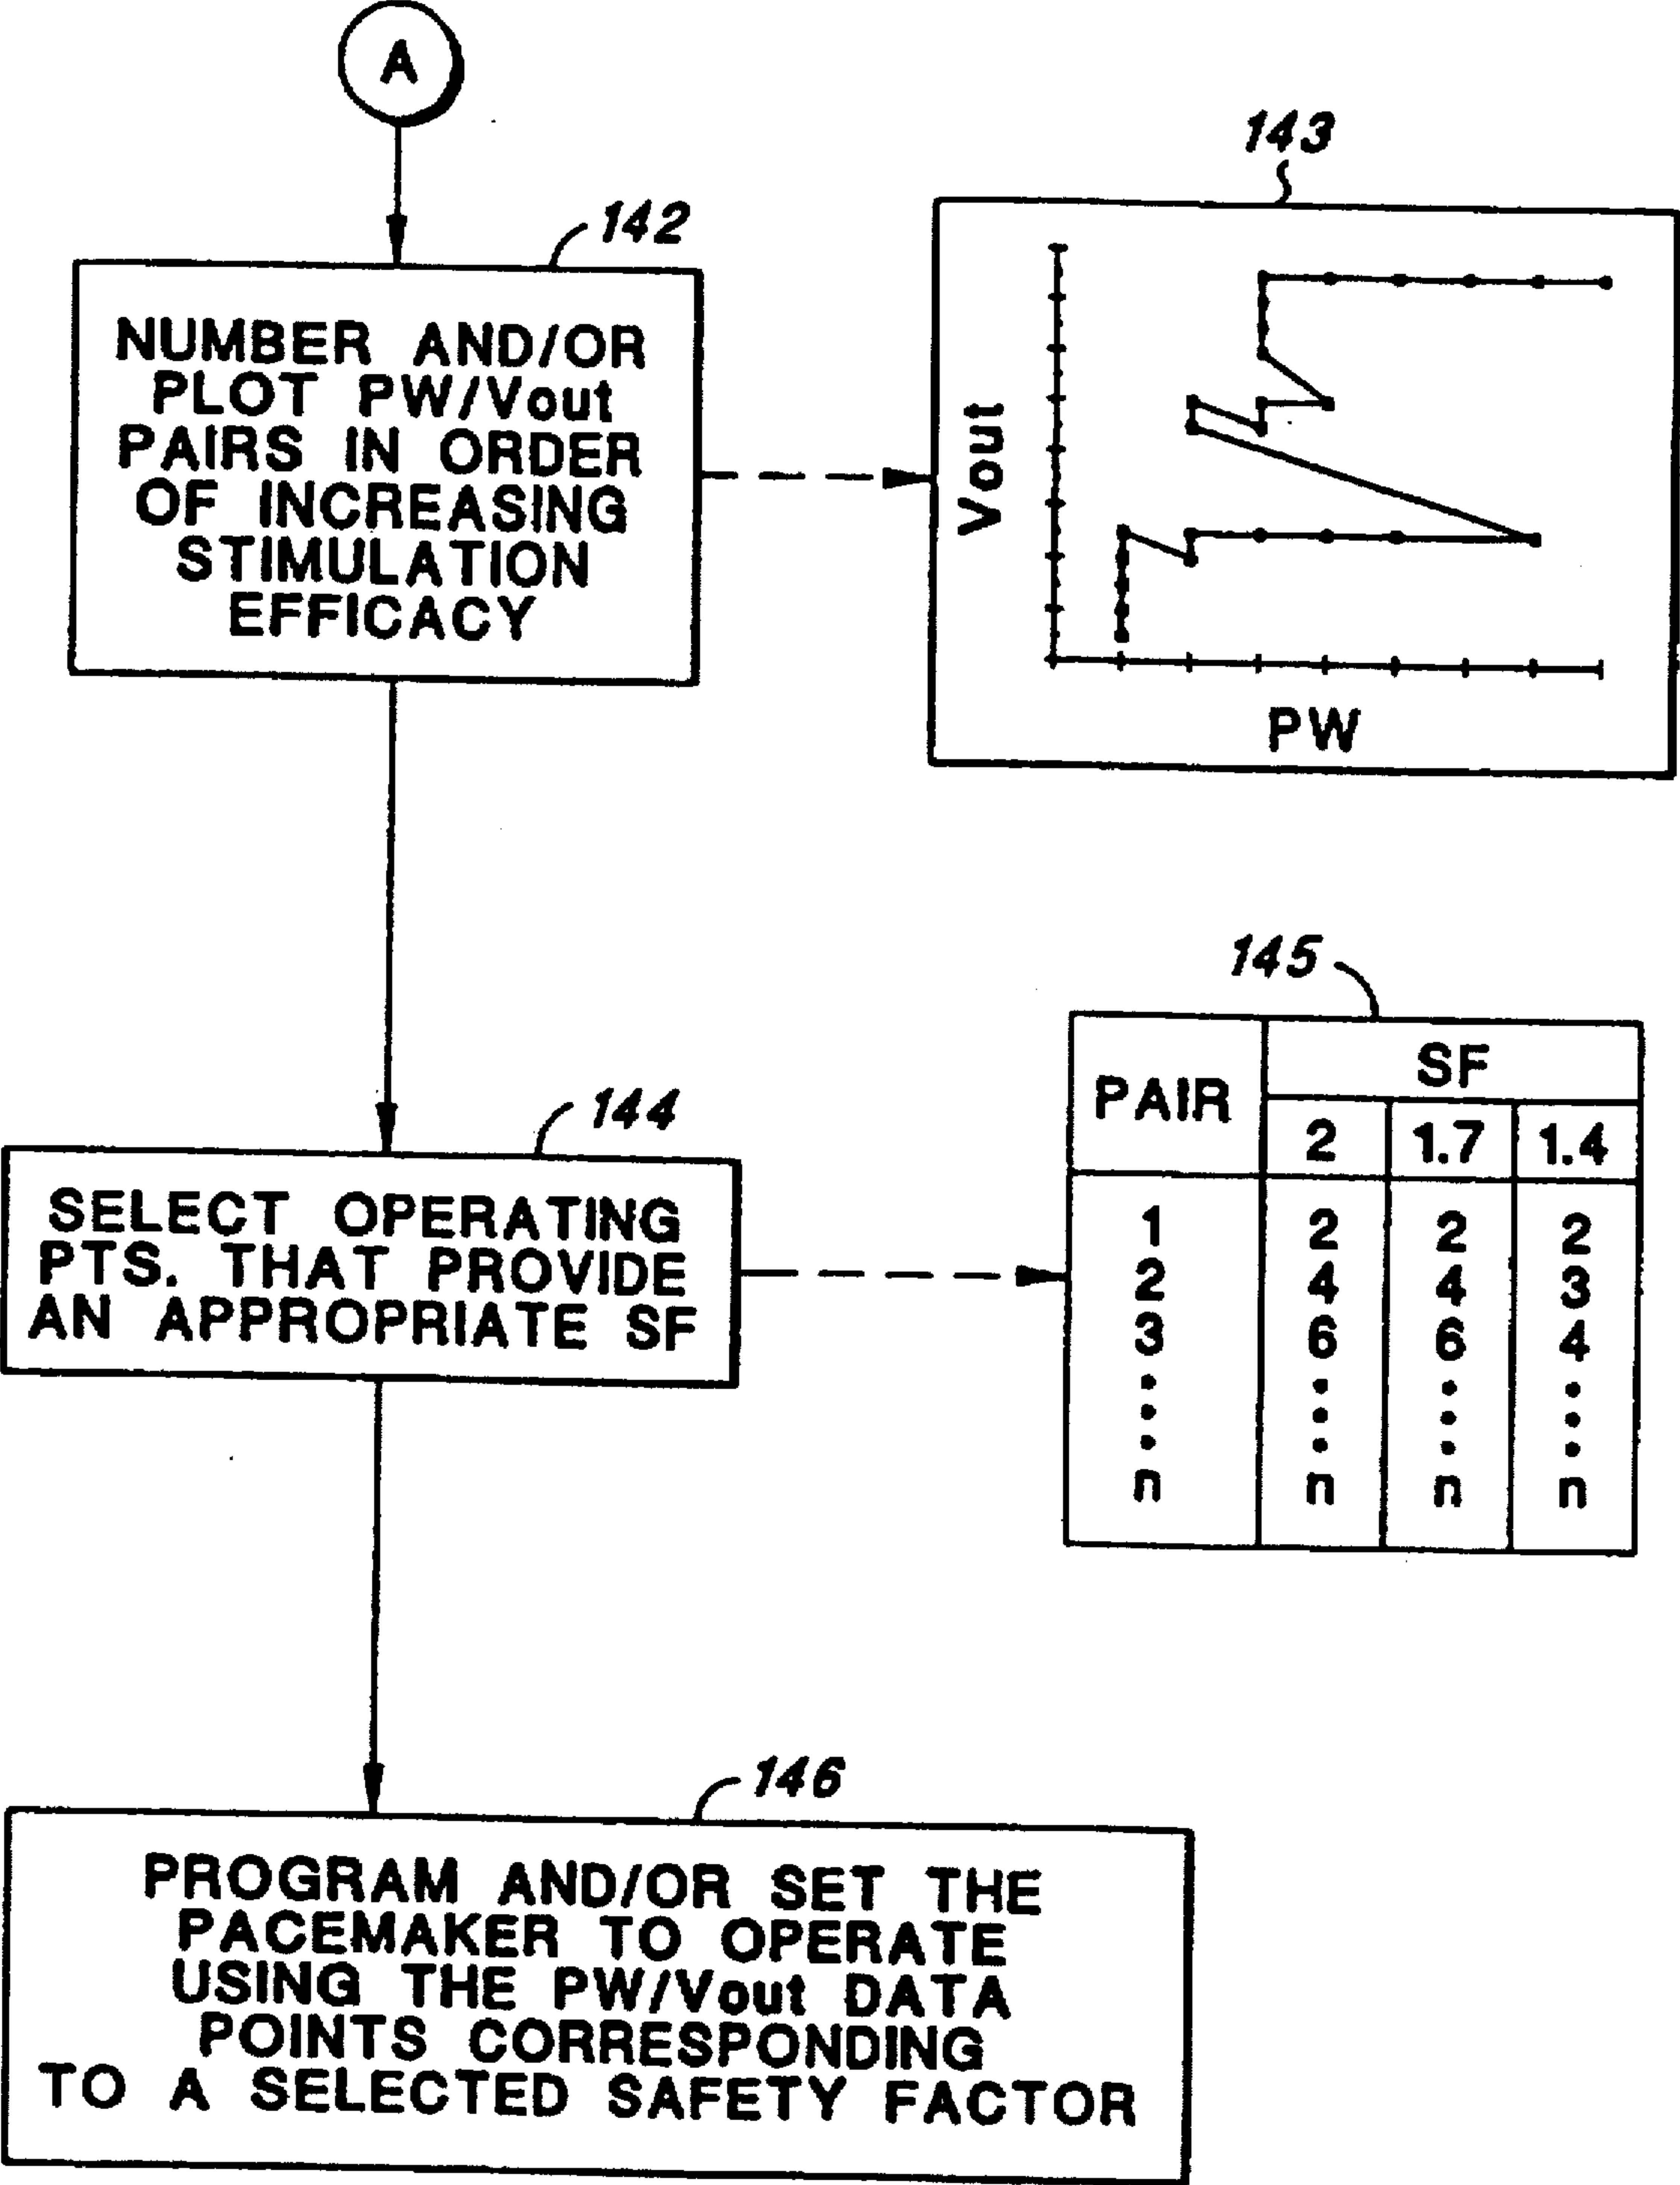 A
142
NUMBER AND/OR
PLOT PW/Vout
PAIRS IN ORDER
OF INCREASING
STIMULATION
EFFICACY
143
Vout
PW
144
SELECT OPERATING
PTS. THAT PROVIDE
AN APPROPRIATE SF
145
PAIR SF
2 1.7 1.4
1 2 2 2
2 4 4 3
3 6 6 4
n n n n
146
PROGRAM AND/OR SET THE
PACEMAKER TO OPERATE
USING THE PW/Vout DATA
POINTS CORRESPONDING
TO A SELECTED SAFETY FACTOR